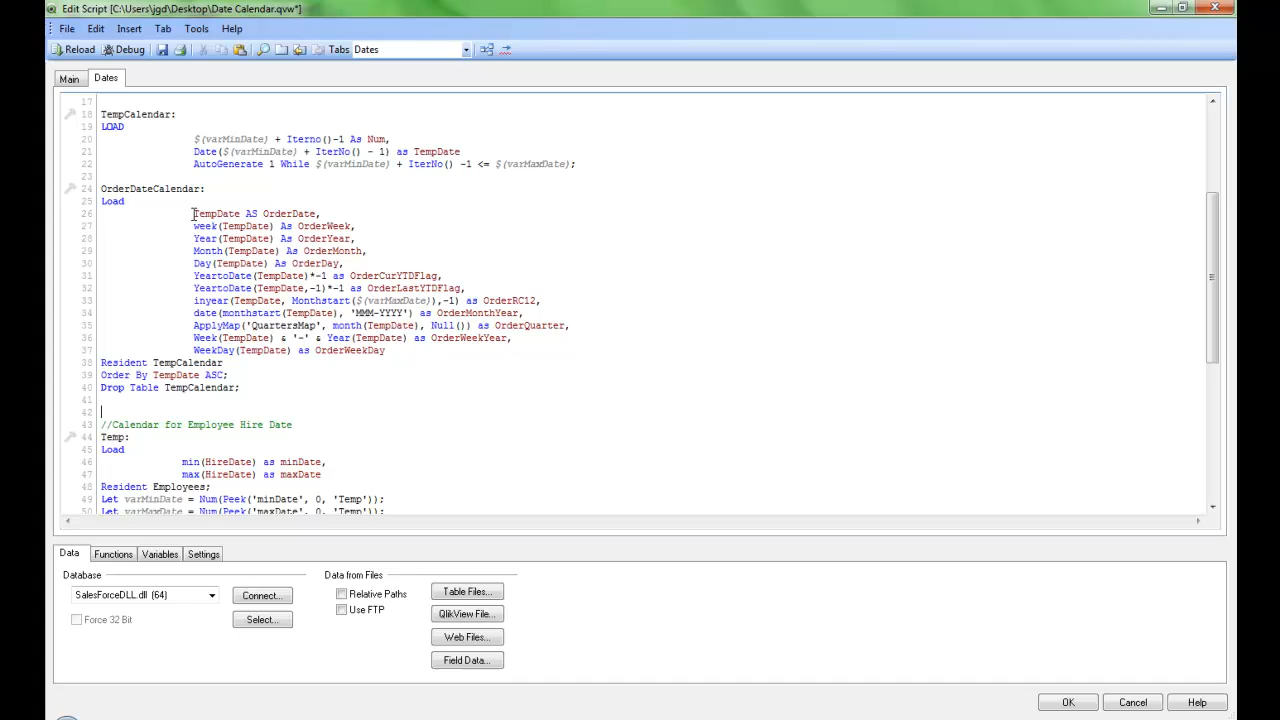 Edit Script [C:\Users\jgd\Desktop\Date Calendar.qvw*]
File Edit Insert Tab Tools Help
Reload Debug Tabs Dates
Main Dates
17
18 TempCalendar:
19 LOAD
20 $(varMinDate) + Iterno()-1 As Num,
21 Date($(varMinDate) + IterNo() - 1) as TempDate
22 AutoGenerate 1 While $(varMinDate) + IterNo() -1 <= $(varMaxDate);
23
24 OrderDateCalendar:
25 Load
26 TempDate AS OrderDate,
27 week(TempDate) As OrderWeek,
28 Year(TempDate) As OrderYear,
29 Month(TempDate) As OrderMonth,
30 Day(TempDate) As OrderDay,
31 YeartoDate(TempDate)*-1 as OrderCurYTDFlag,
32 YeartoDate(TempDate,-1)*-1 as OrderLastYTDFlag,
33 inyear(TempDate, Monthstart($(varMaxDate)),-1) as OrderRC12,
34 date(monthstart(TempDate), 'MMM-YYYY') as OrderMonthYear,
35 ApplyMap('QuartersMap', month(TempDate), Null()) as OrderQuarter,
36 Week(TempDate) & '-' & Year(TempDate) as OrderWeekYear,
37 WeekDay(TempDate) as OrderWeekDay
38 Resident TempCalendar
39 Order By TempDate ASC;
40 Drop Table TempCalendar;
41
42
43 //Calendar for Employee Hire Date
44 Temp:
45 Load
46 min(HireDate) as minDate,
47 max(HireDate) as maxDate
48 Resident Employees;
49 Let varMinDate = Num(Peek('minDate', 0, 'Temp'));
50 Let varMaxDate = Num(Peek('maxDate', 0, 'Temp'));
Data Functions Variables Settings
Database Data from Files
SalesForceDLL.dll (64) Connect... Relative Paths Table Files...
Use FTP QlikView File...
Force 32 Bit Select...
Web Files...
Field Data...
OK Cancel Help